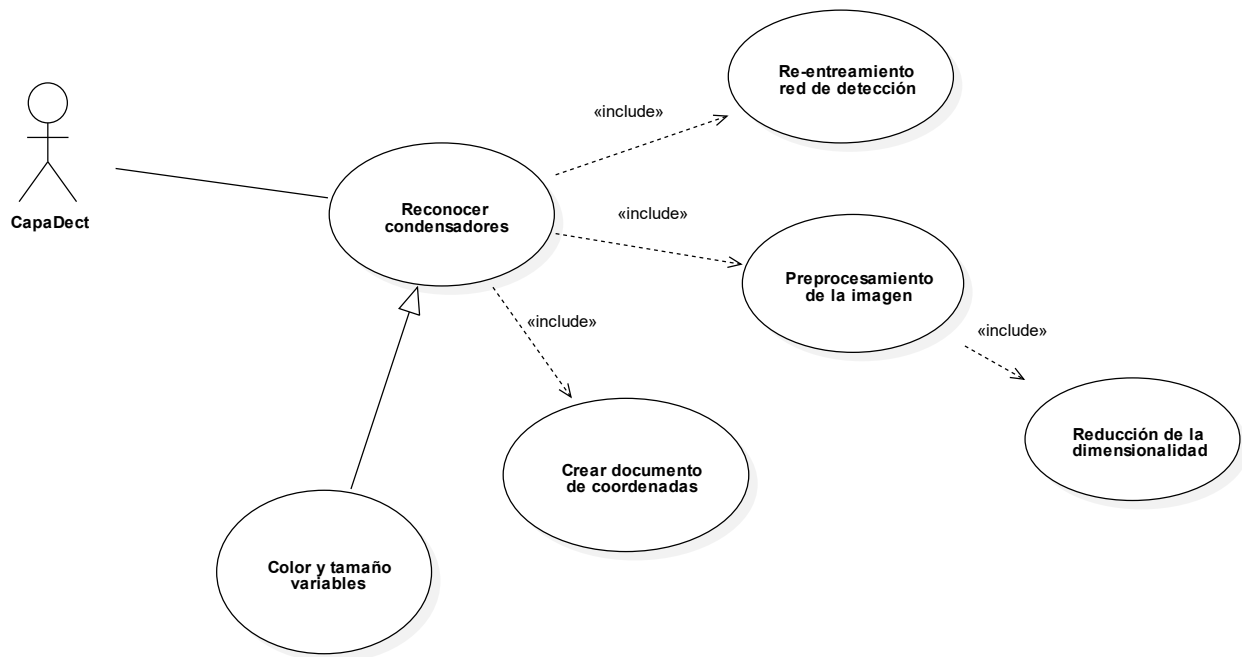 Re-entreamiento
red de detección
«include»
CapaDect
Reconocer
condensadores
«include»
Preprocesamiento
de la imagen
«include»
«include»
Reducción de la
dimensionalidad
Crear documento
de coordenadas
Color y tamaño
variables